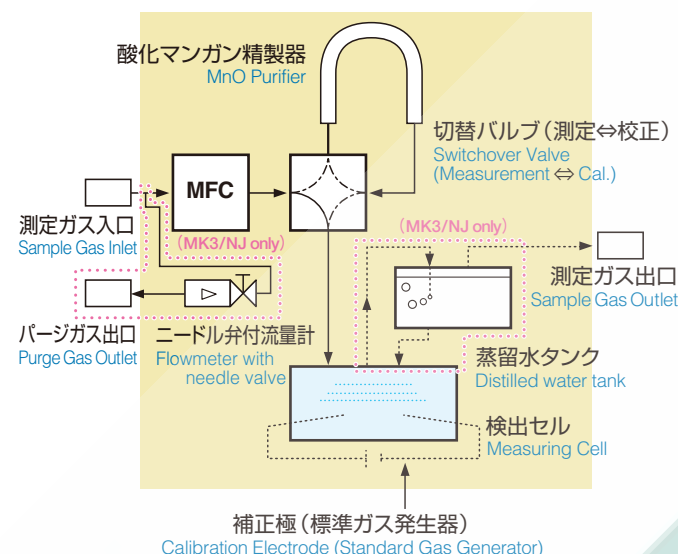 酸化マンガン精製器
MnO Purifier
切替バルブ（測定⇔校正）
Switchover Valve
(Measurement ⇔ Cal.)
MFC
測定ガス入口
Sample Gas Inlet
（MK3/NJ only）
（MK3/NJ only）
測定ガス出口
Sample Gas Outlet
パージガス出口
Purge Gas Outlet
ニードル弁付流量計
Flowmeter with
needle valve
蒸留水タンク
Distilled water tank
検出セル
Measuring Cell
補正極（標準ガス発生器）
Calibration Electrode (Standard Gas Generator)